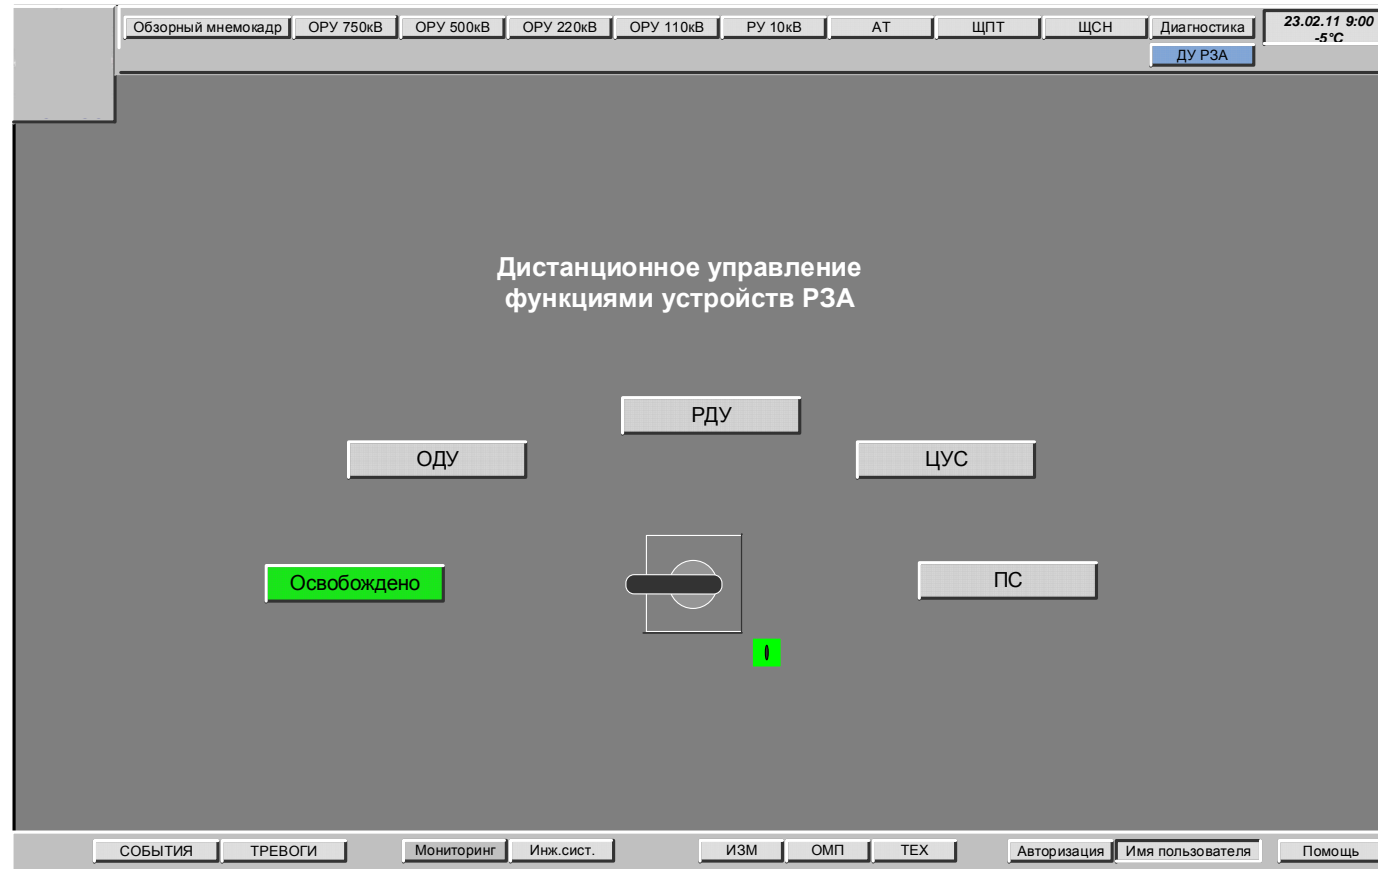 Обзорный мнемокадр ОРУ 750кВ ОРУ 500кВ ОРУ 220кВ ОРУ 110кВ РУ 10кВ АТ ЩПТ ЩСН Диагностика 23.02.11 9:00
-5°C
ДУ РЗА
Дистанционное управление
функциями устройств РЗА
РДУ
ОДУ ЦУС
Освобождено ПС
СОБЫТИЯ ТРЕВОГИ Мониторинг Инж.сист. ИЗМ ОМП ТЕХ Авторизация Имя пользователя Помощь